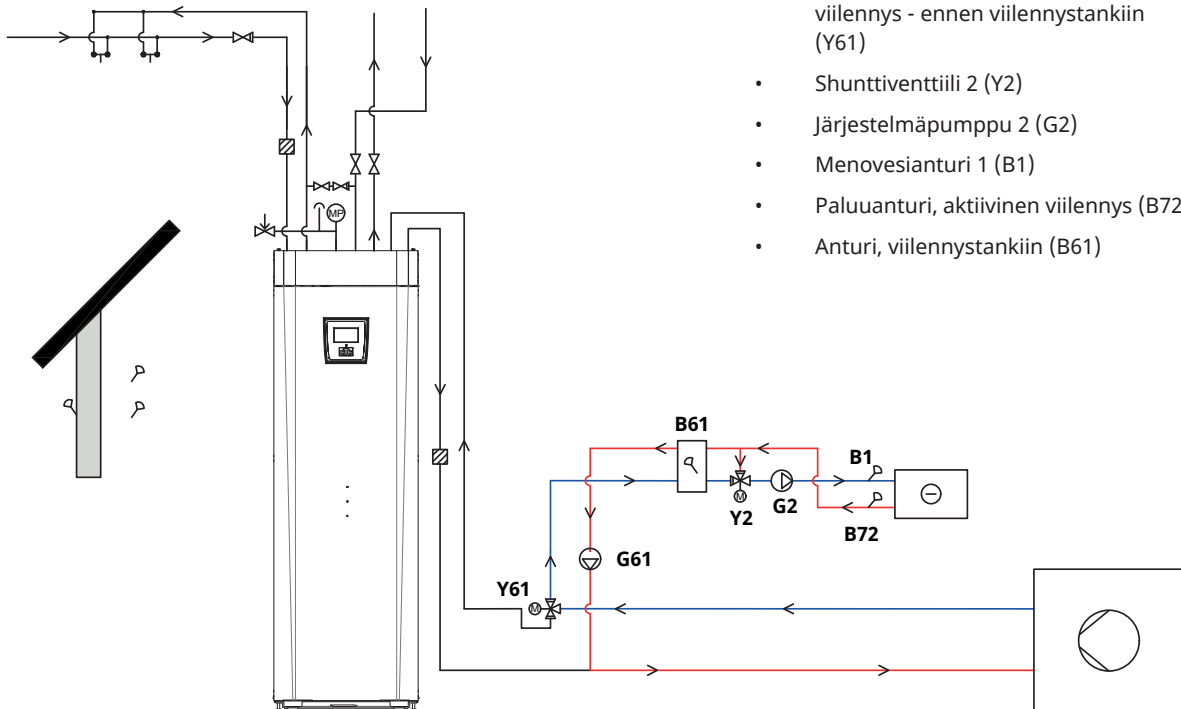 viilennys - ennen viilennystankiin
(Y61)
• Shunttiventtiili 2 (Y2)
• Järjestelmäpumppu 2 (G2)
• Menovesianturi 1 (B1)
• Paluuanturi, aktiivinen viilennys (B72
• Anturi, viilennystankiin (B61)
MP
B61
B1
M
Y2
G2
B72
G61
Y61
M